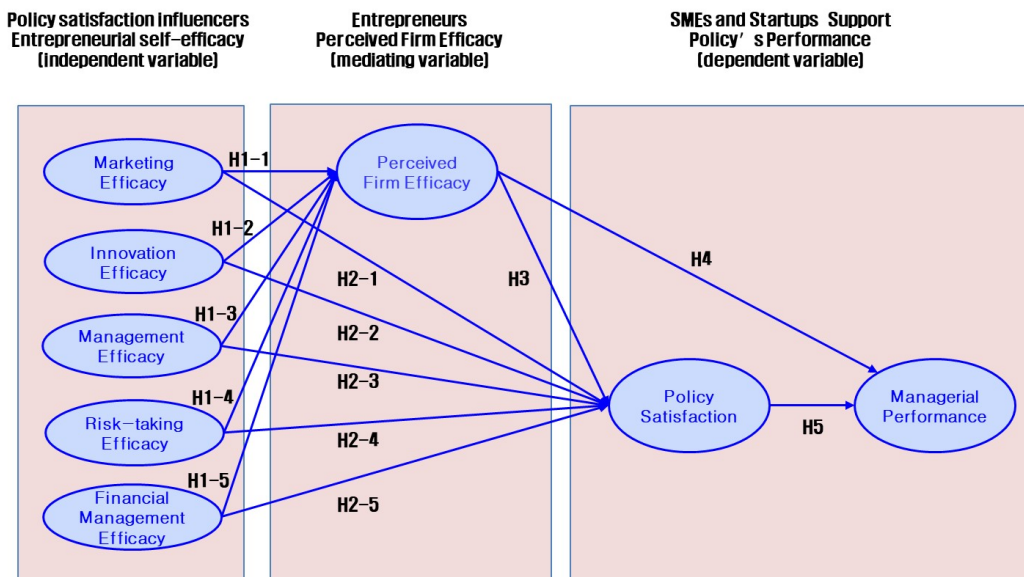 Policy satisfaction influencers
Entrepreneurial self-efficacy
(independent variable)
Entrepreneurs
Perceived Firm Efficacy
(mediating variable)
SMEs and Startups Support
Policy's Performance
(dependent variable)
Marketing
Efficacy
H1-1
Perceived
Firm Efficacy
Innovation
Efficacy
H1-2
H2-1
H3
H4
Management
Efficacy
H1-3
H2-2
H2-3
Risk-taking
Efficacy
H1-4
H2-4
Policy
Satisfaction
H5
Managerial
Performance
Financial
Management
Efficacy
H1-5
H2-5